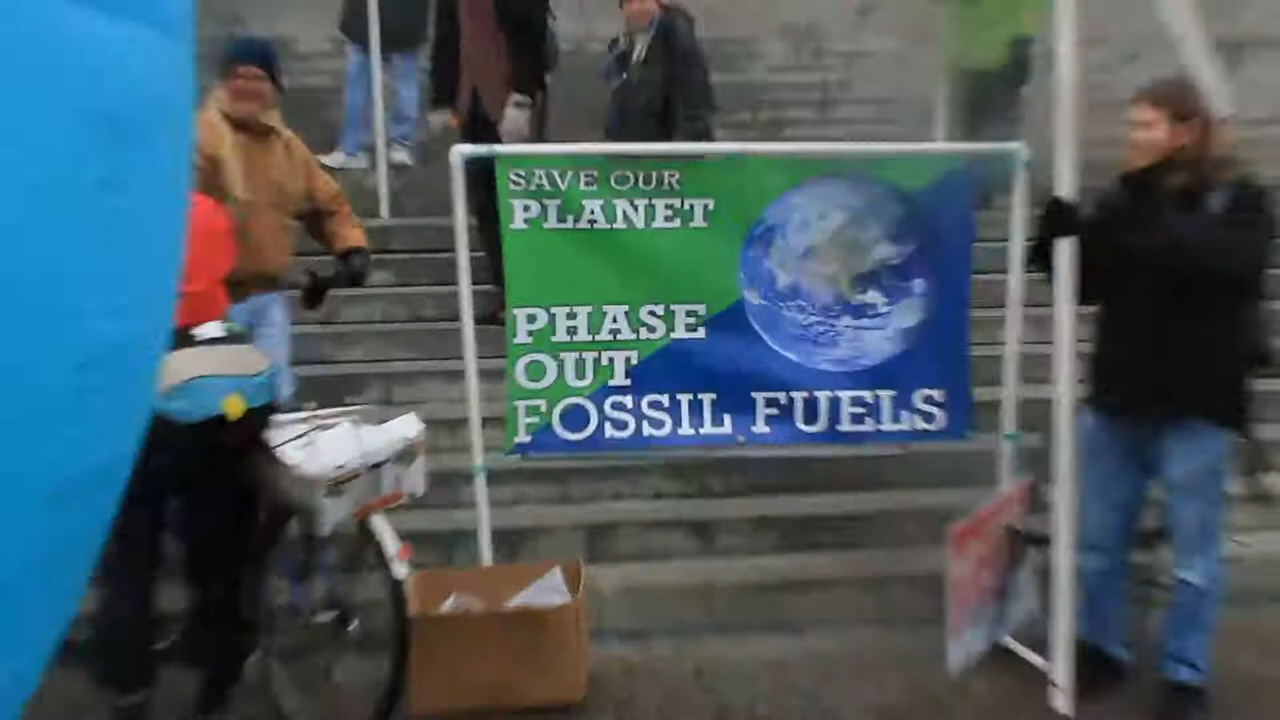 SAVE OUR
PLANET
PHASE
OUT
FOSSIL FUELS